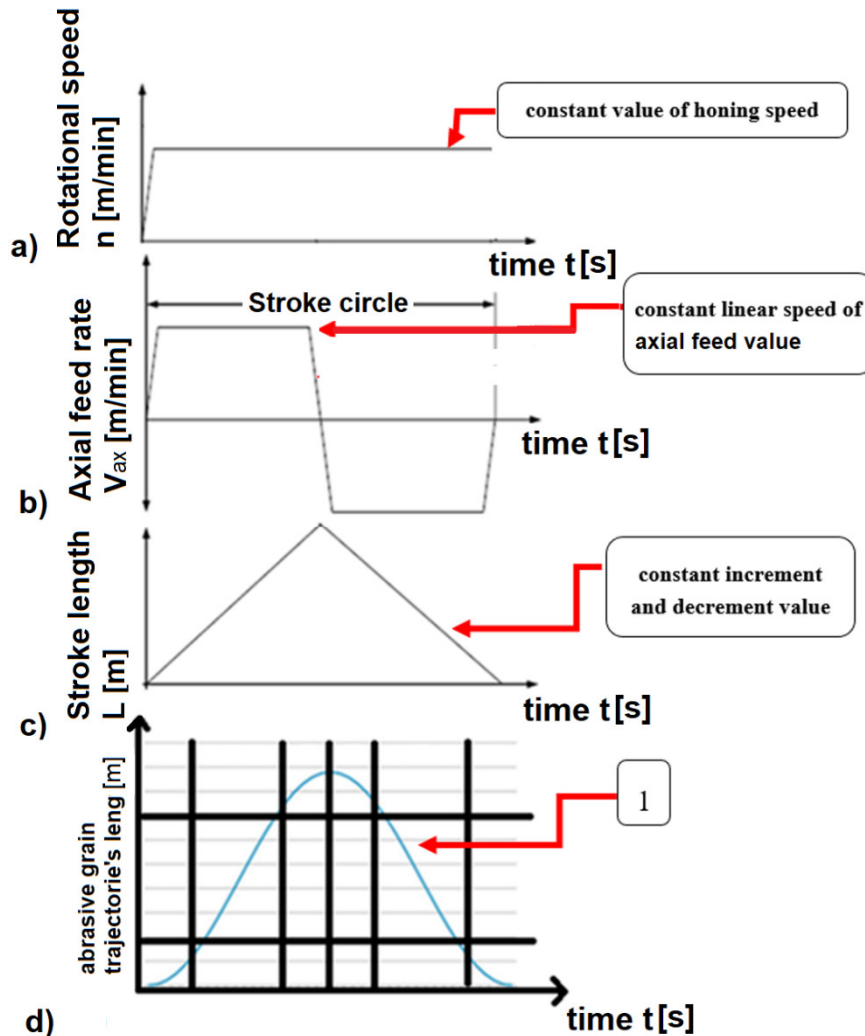 Rotational speed
n [m/min]
constant value of honing speed
a)
time t[s]
Axial feed rate
Vax [m/min]
Stroke circle
constant linear speed of
axial feed value
time t[s]
b)
Stroke length
L [m]
constant increment
and decrement value
time t[s]
c)
abrasive grain
trajectorie's leng [m]
1
time t[s]
d)